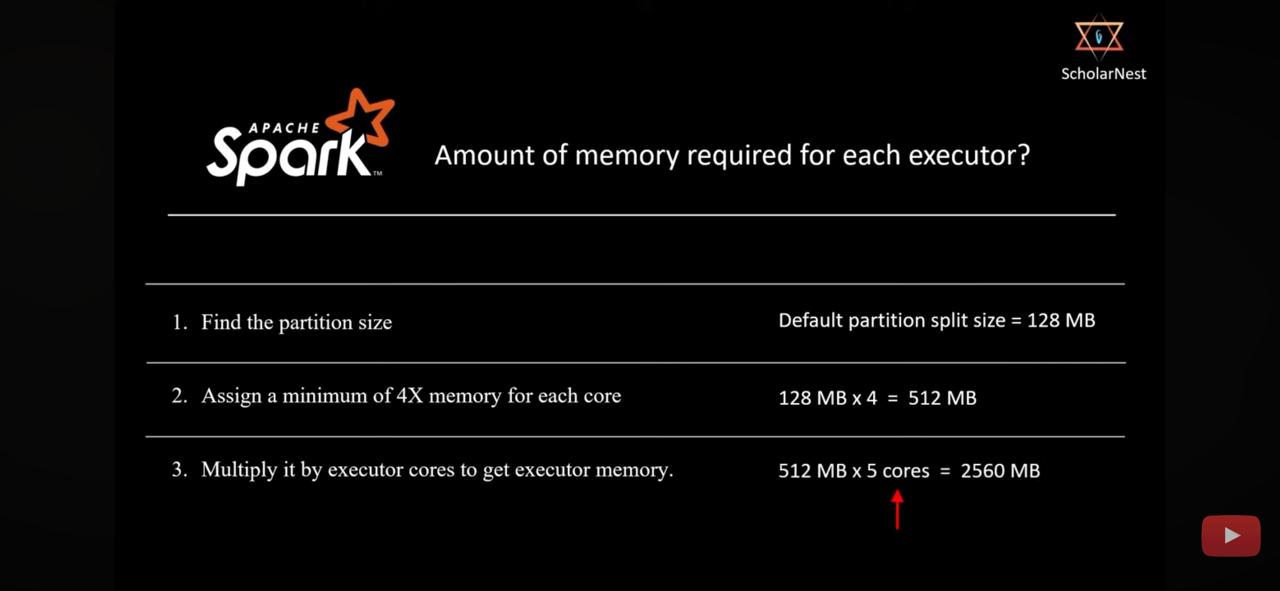 ScholarNest
APACHE
Spark™
Amount of memory required for each executor?
1. Find the partition size
Default partition split size = 128 MB
2. Assign a minimum of 4X memory for each core
128 MB x 4 = 512 MB
3. Multiply it by executor cores to get executor memory.
512 MB x 5 cores = 2560 MB